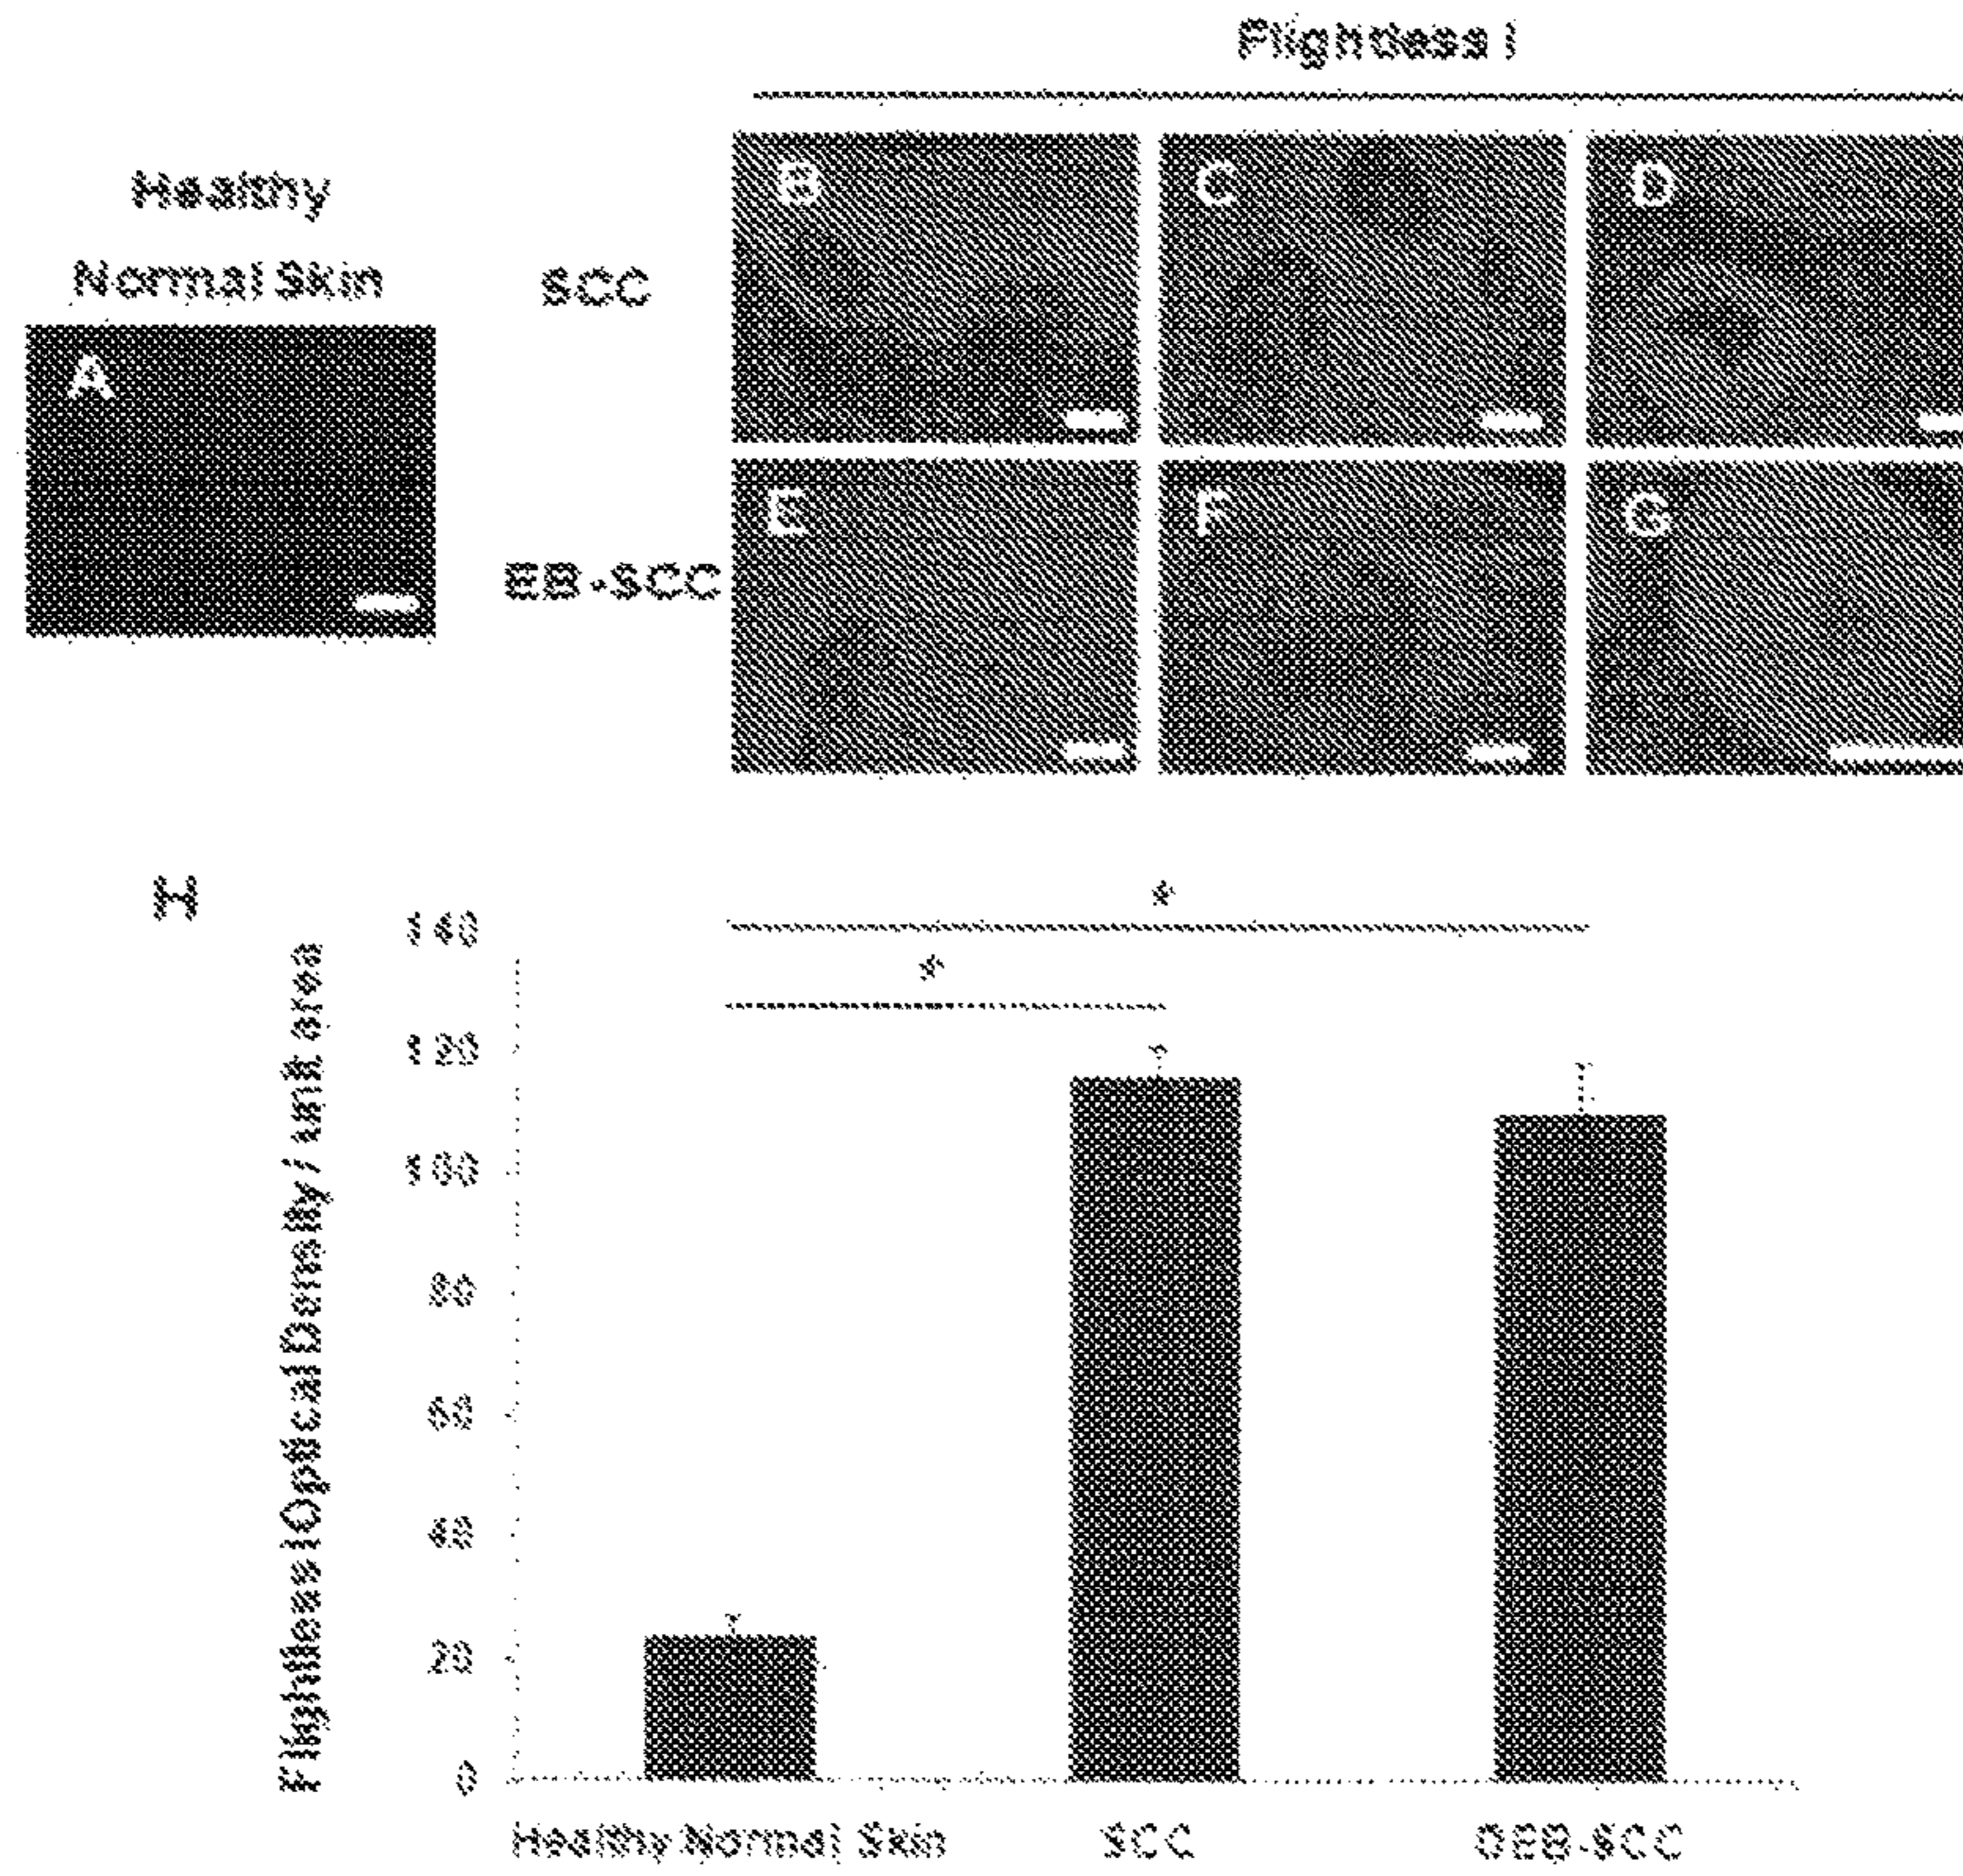 Flightless I
Healthy
Normal Skin
SCC
EB-SCC
A
B
C
D
E
F
G
H
*
*
Flightless I Optical Density / unit area
140
120
100
80
60
40
20
0
Healthy Normal Skin
SCC
DEB-SCC